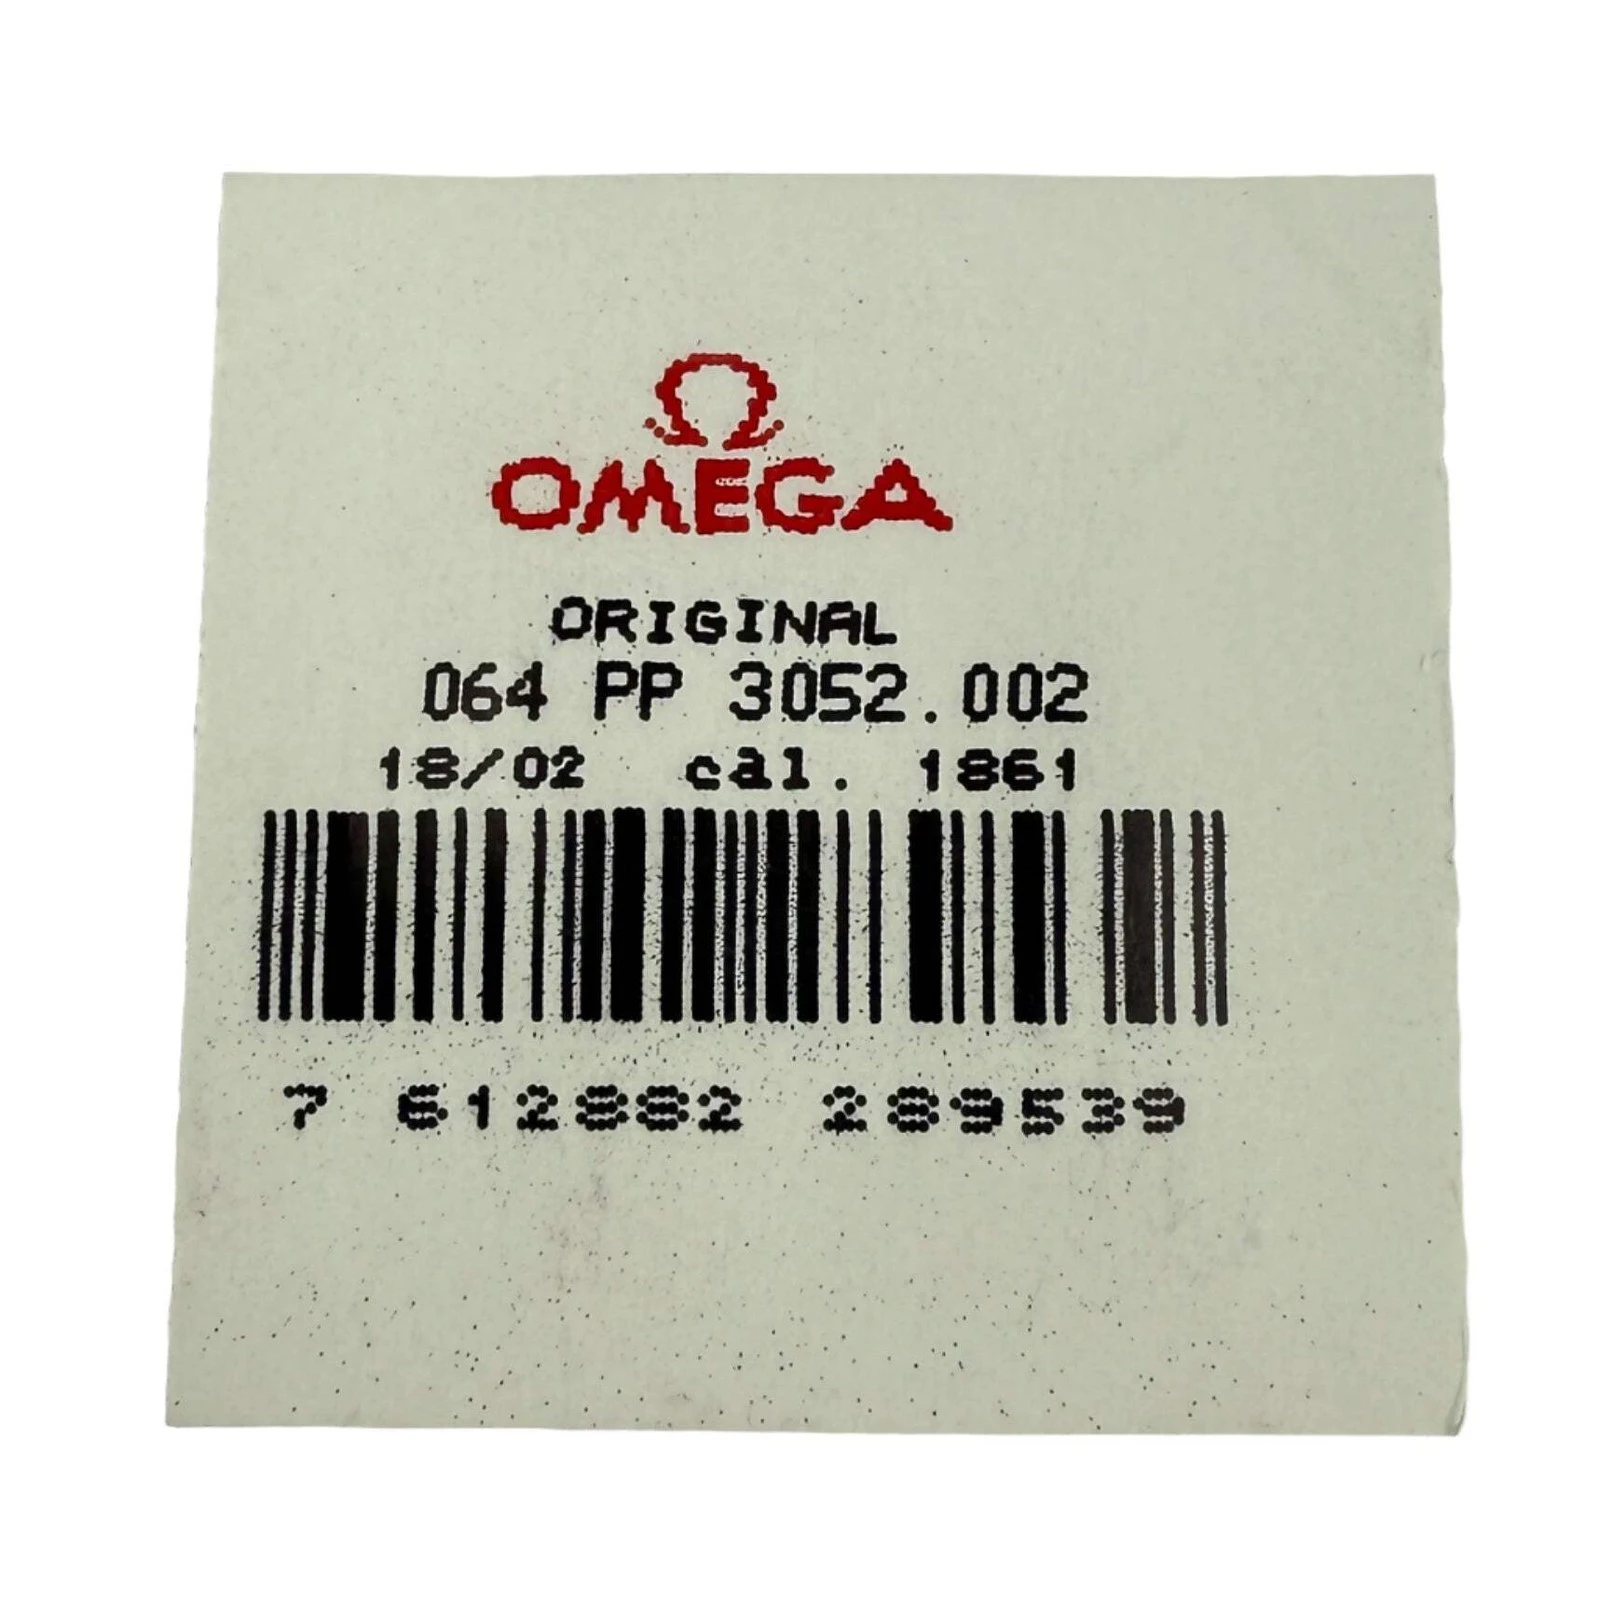 Ω
OMEGA
ORIGINAL
064 PP 3052.002
18/02 cal. 1861
7 612882 289539